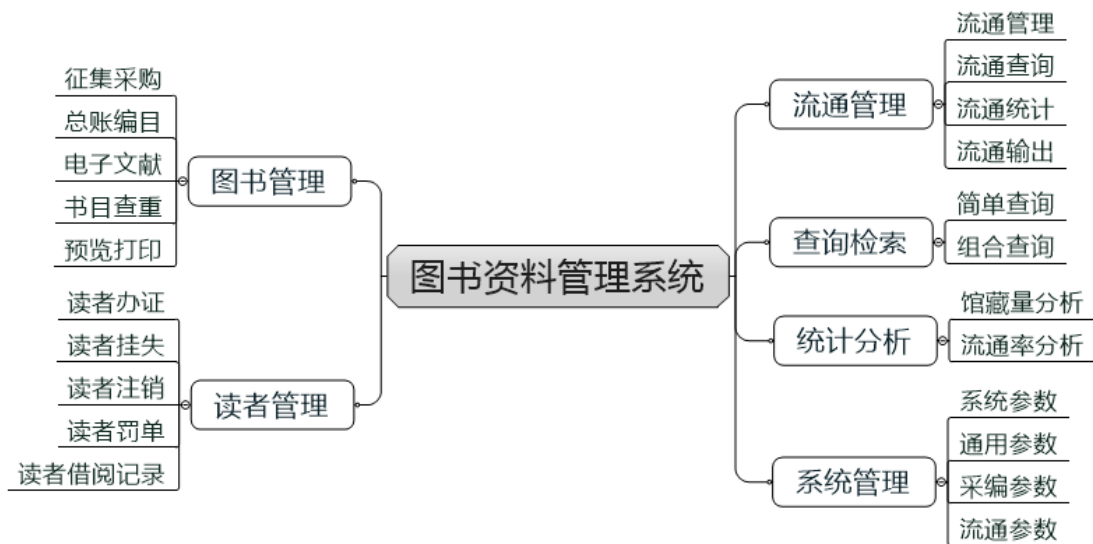 图书资料管理系统
图书管理
征集采购
总账编目
电子文献
书目查重
预览打印
读者管理
读者办证
读者挂失
读者注销
读者罚单
读者借阅记录
流通管理
流通管理
流通查询
流通统计
流通输出
查询检索
简单查询
组合查询
统计分析
馆藏量分析
流通率分析
系统管理
系统参数
通用参数
采编参数
流通参数